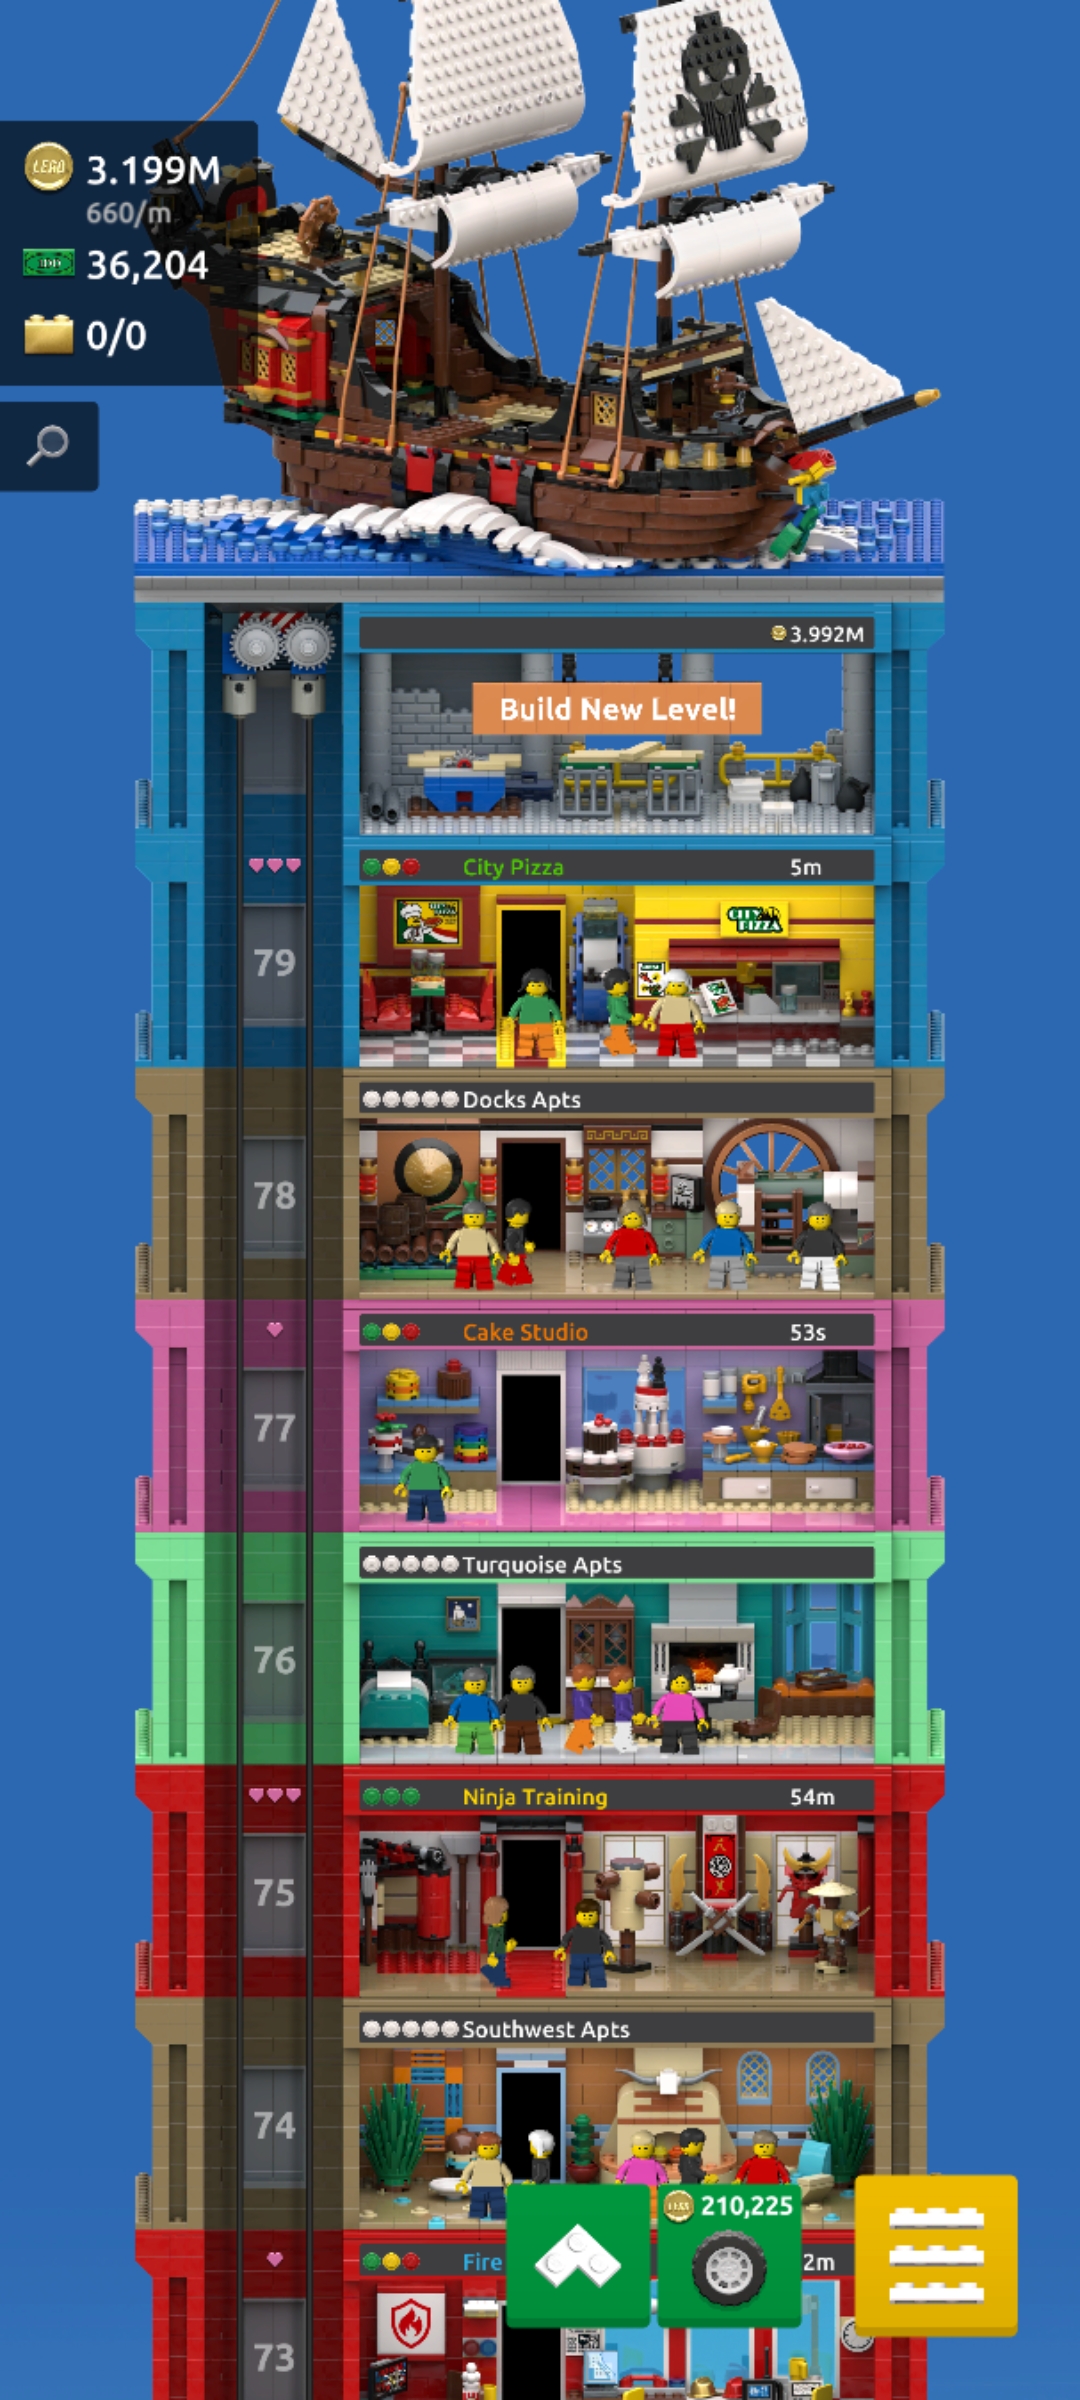 LEGO
3.199M
660/m
36,204
0/0
3.992M
Build New Level!
City Pizza
5m
CITY
PIZZA
79
Docks Apts
78
Cake Studio
53s
77
Turquoise Apts
76
Ninja Training
54m
75
Southwest Apts
74
210,225
Fire
2m
73